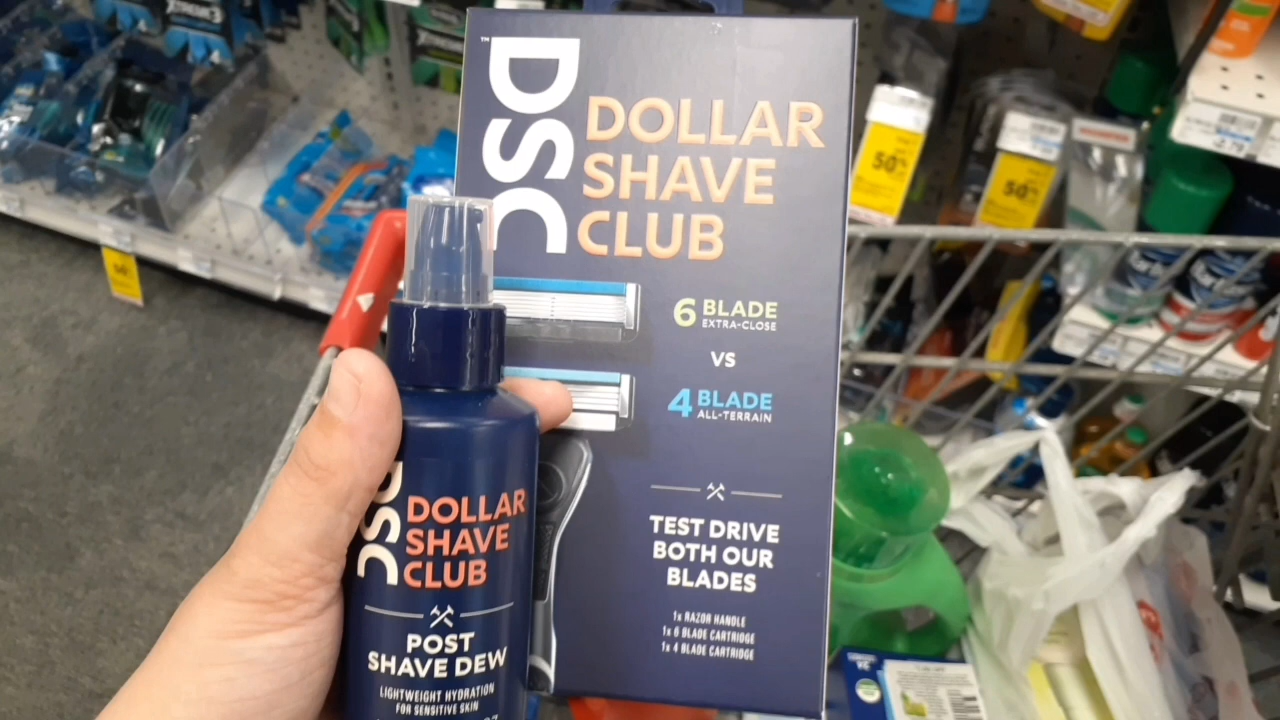 DSC
™
DOLLAR
SHAVE
CLUB
6 BLADE
EXTRA-CLOSE
VS
4 BLADE
ALL-TERRAIN
TEST DRIVE
BOTH OUR
BLADES
1x RAZOR HANDLE
1x 6 BLADE CARTRIDGE
1x 4 BLADE CARTRIDGE
DSC
DOLLAR
SHAVE
CLUB
POST
SHAVE DEW
LIGHTWEIGHT HYDRATION
FOR SENSITIVE SKIN
50%
50%